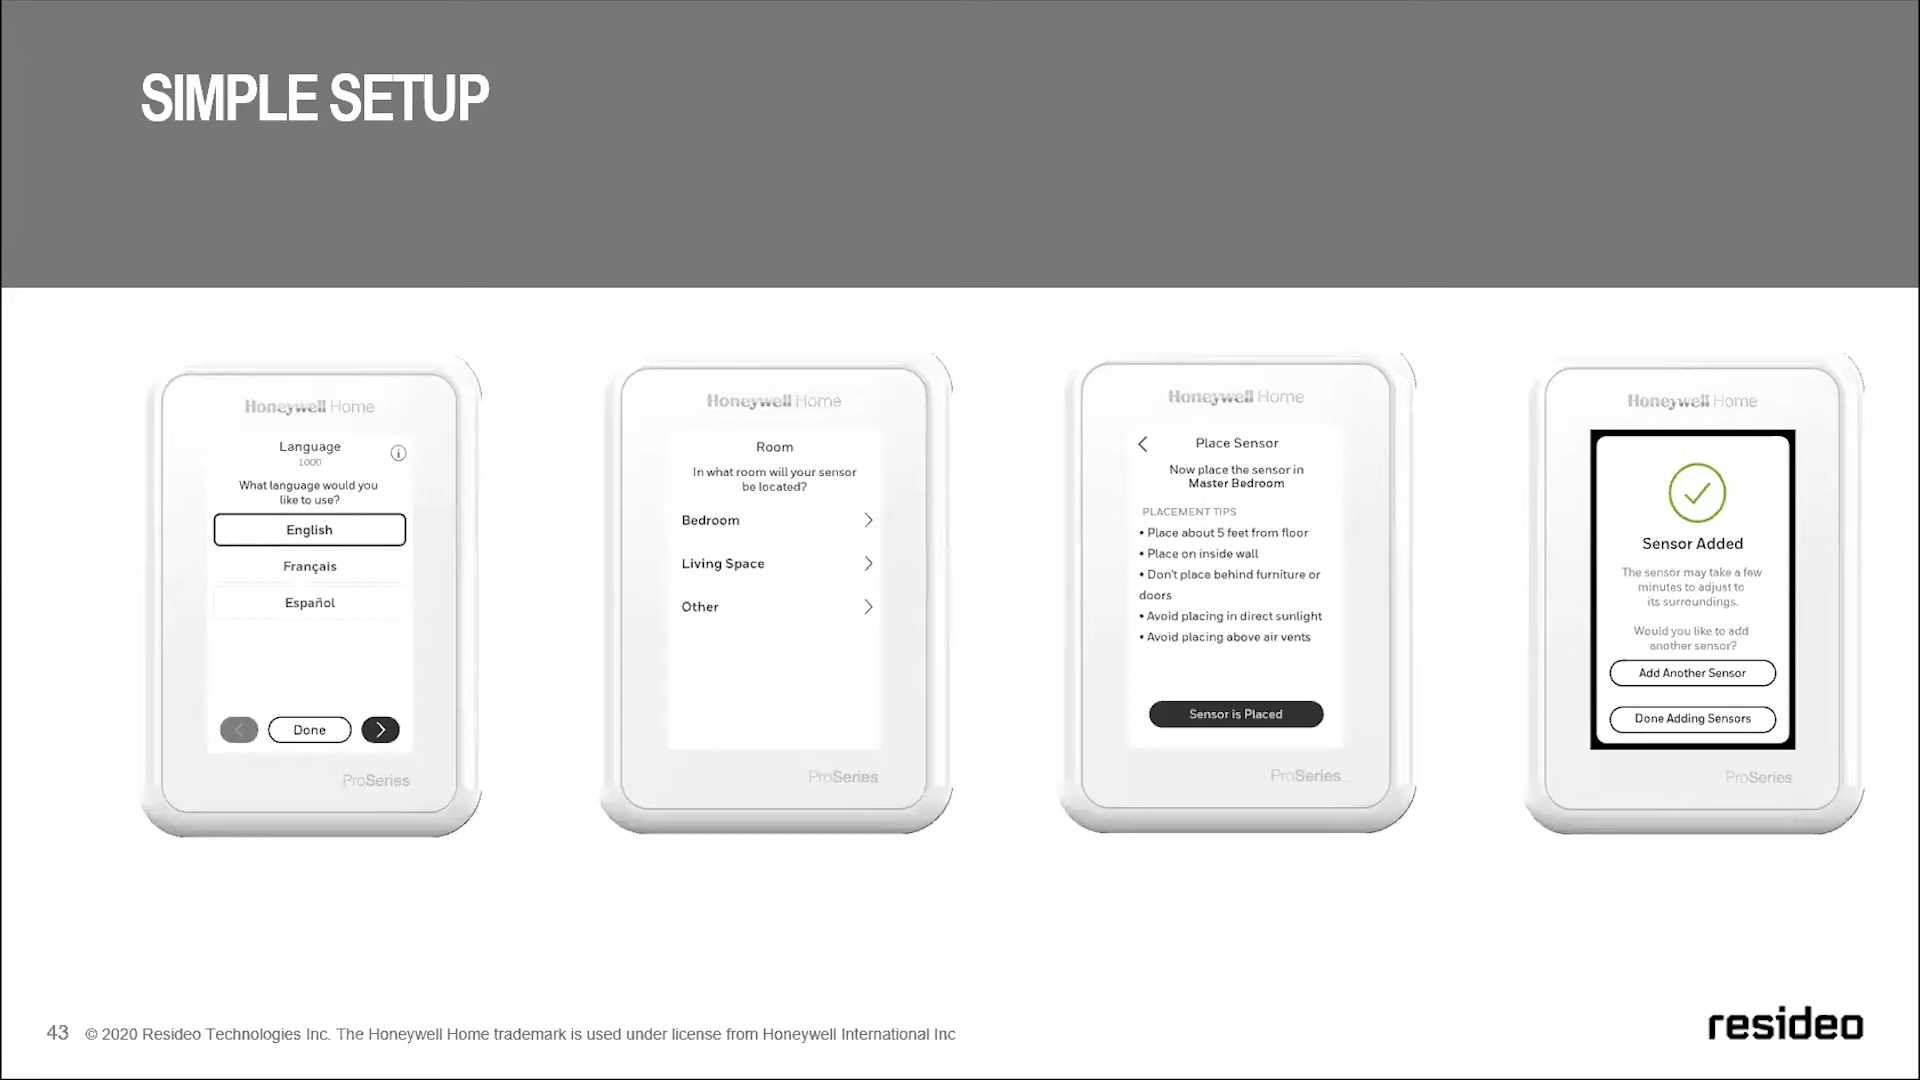 SIMPLE SETUP
Honeywell Home
Language
1000
What language would you
like to use?
English
Français
Español
Done
ProSeries
Honeywell Home
Room
In what room will your sensor
be located?
Bedroom
Living Space
Other
ProSeries
Honeywell Home
Place Sensor
Now place the sensor in
Master Bedroom
PLACEMENT TIPS
• Place about 5 feet from floor
• Place on inside wall
• Don't place behind furniture or
doors
• Avoid placing in direct sunlight
• Avoid placing above air vents
Sensor is Placed
ProSeries
Honeywell Home
Sensor Added
The sensor may take a few
minutes to adjust to
its surroundings.
Would you like to add
another sensor?
Add Another Sensor
Done Adding Sensors
ProSeries
43 © 2020 Resideo Technologies Inc. The Honeywell Home trademark is used under license from Honeywell International Inc
resideo